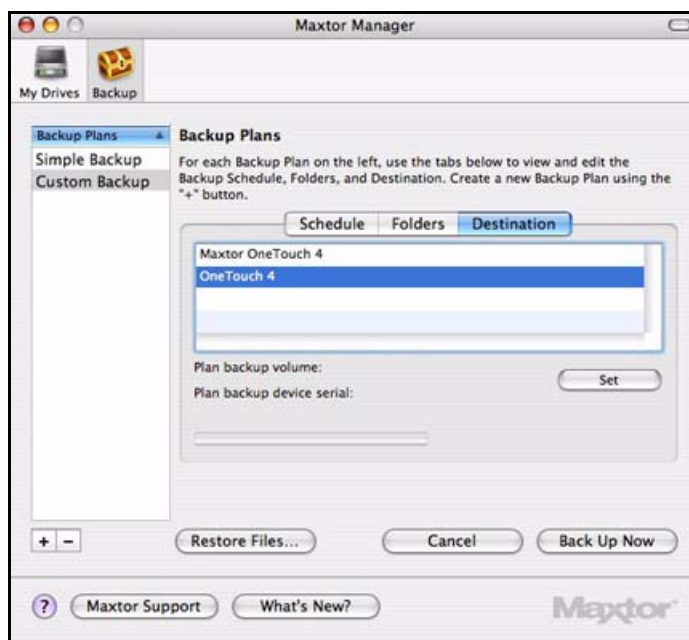 Maxtor Manager
My Drives Backup
Backup Plans
Simple Backup
Custom Backup
Backup Plans
For each Backup Plan on the left, use the tabs below to view and edit the
Backup Schedule, Folders, and Destination. Create a new Backup Plan using the
"+" button.
Schedule Folders Destination
Maxtor OneTouch 4
OneTouch 4
Plan backup volume:
Plan backup device serial:
Set
+ −
Restore Files... Cancel Back Up Now
? Maxtor Support What's New? Maxtor